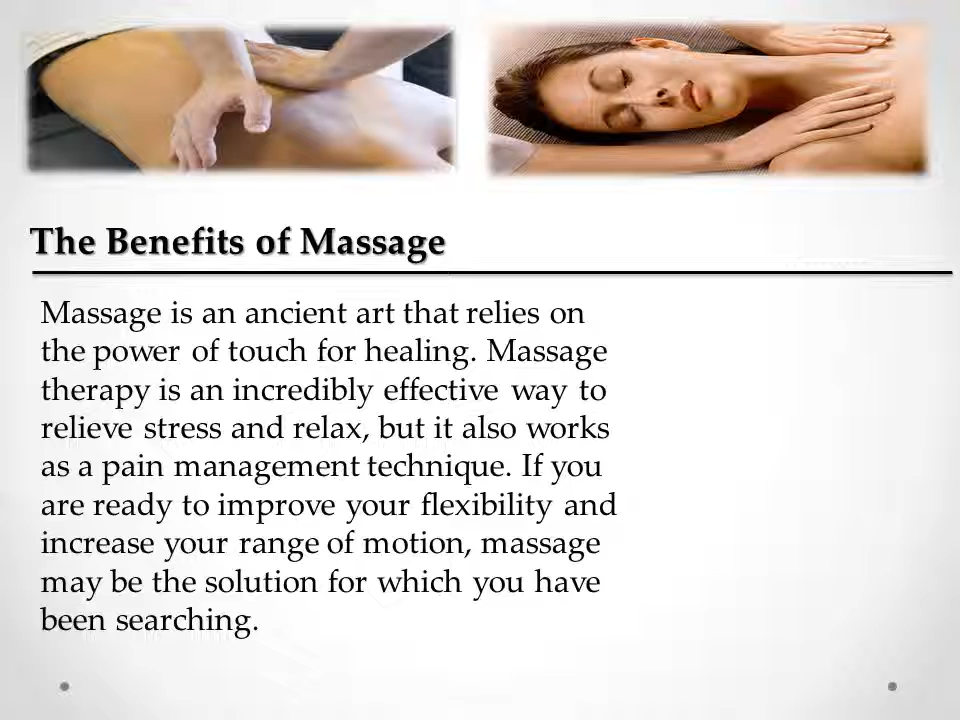 The Benefits of Massage
Massage is an ancient art that relies on
the power of touch for healing. Massage
therapy is an incredibly effective way to
relieve stress and relax, but it also works
as a pain management technique. If you
are ready to improve your flexibility and
increase your range of motion, massage
may be the solution for which you have
been searching.